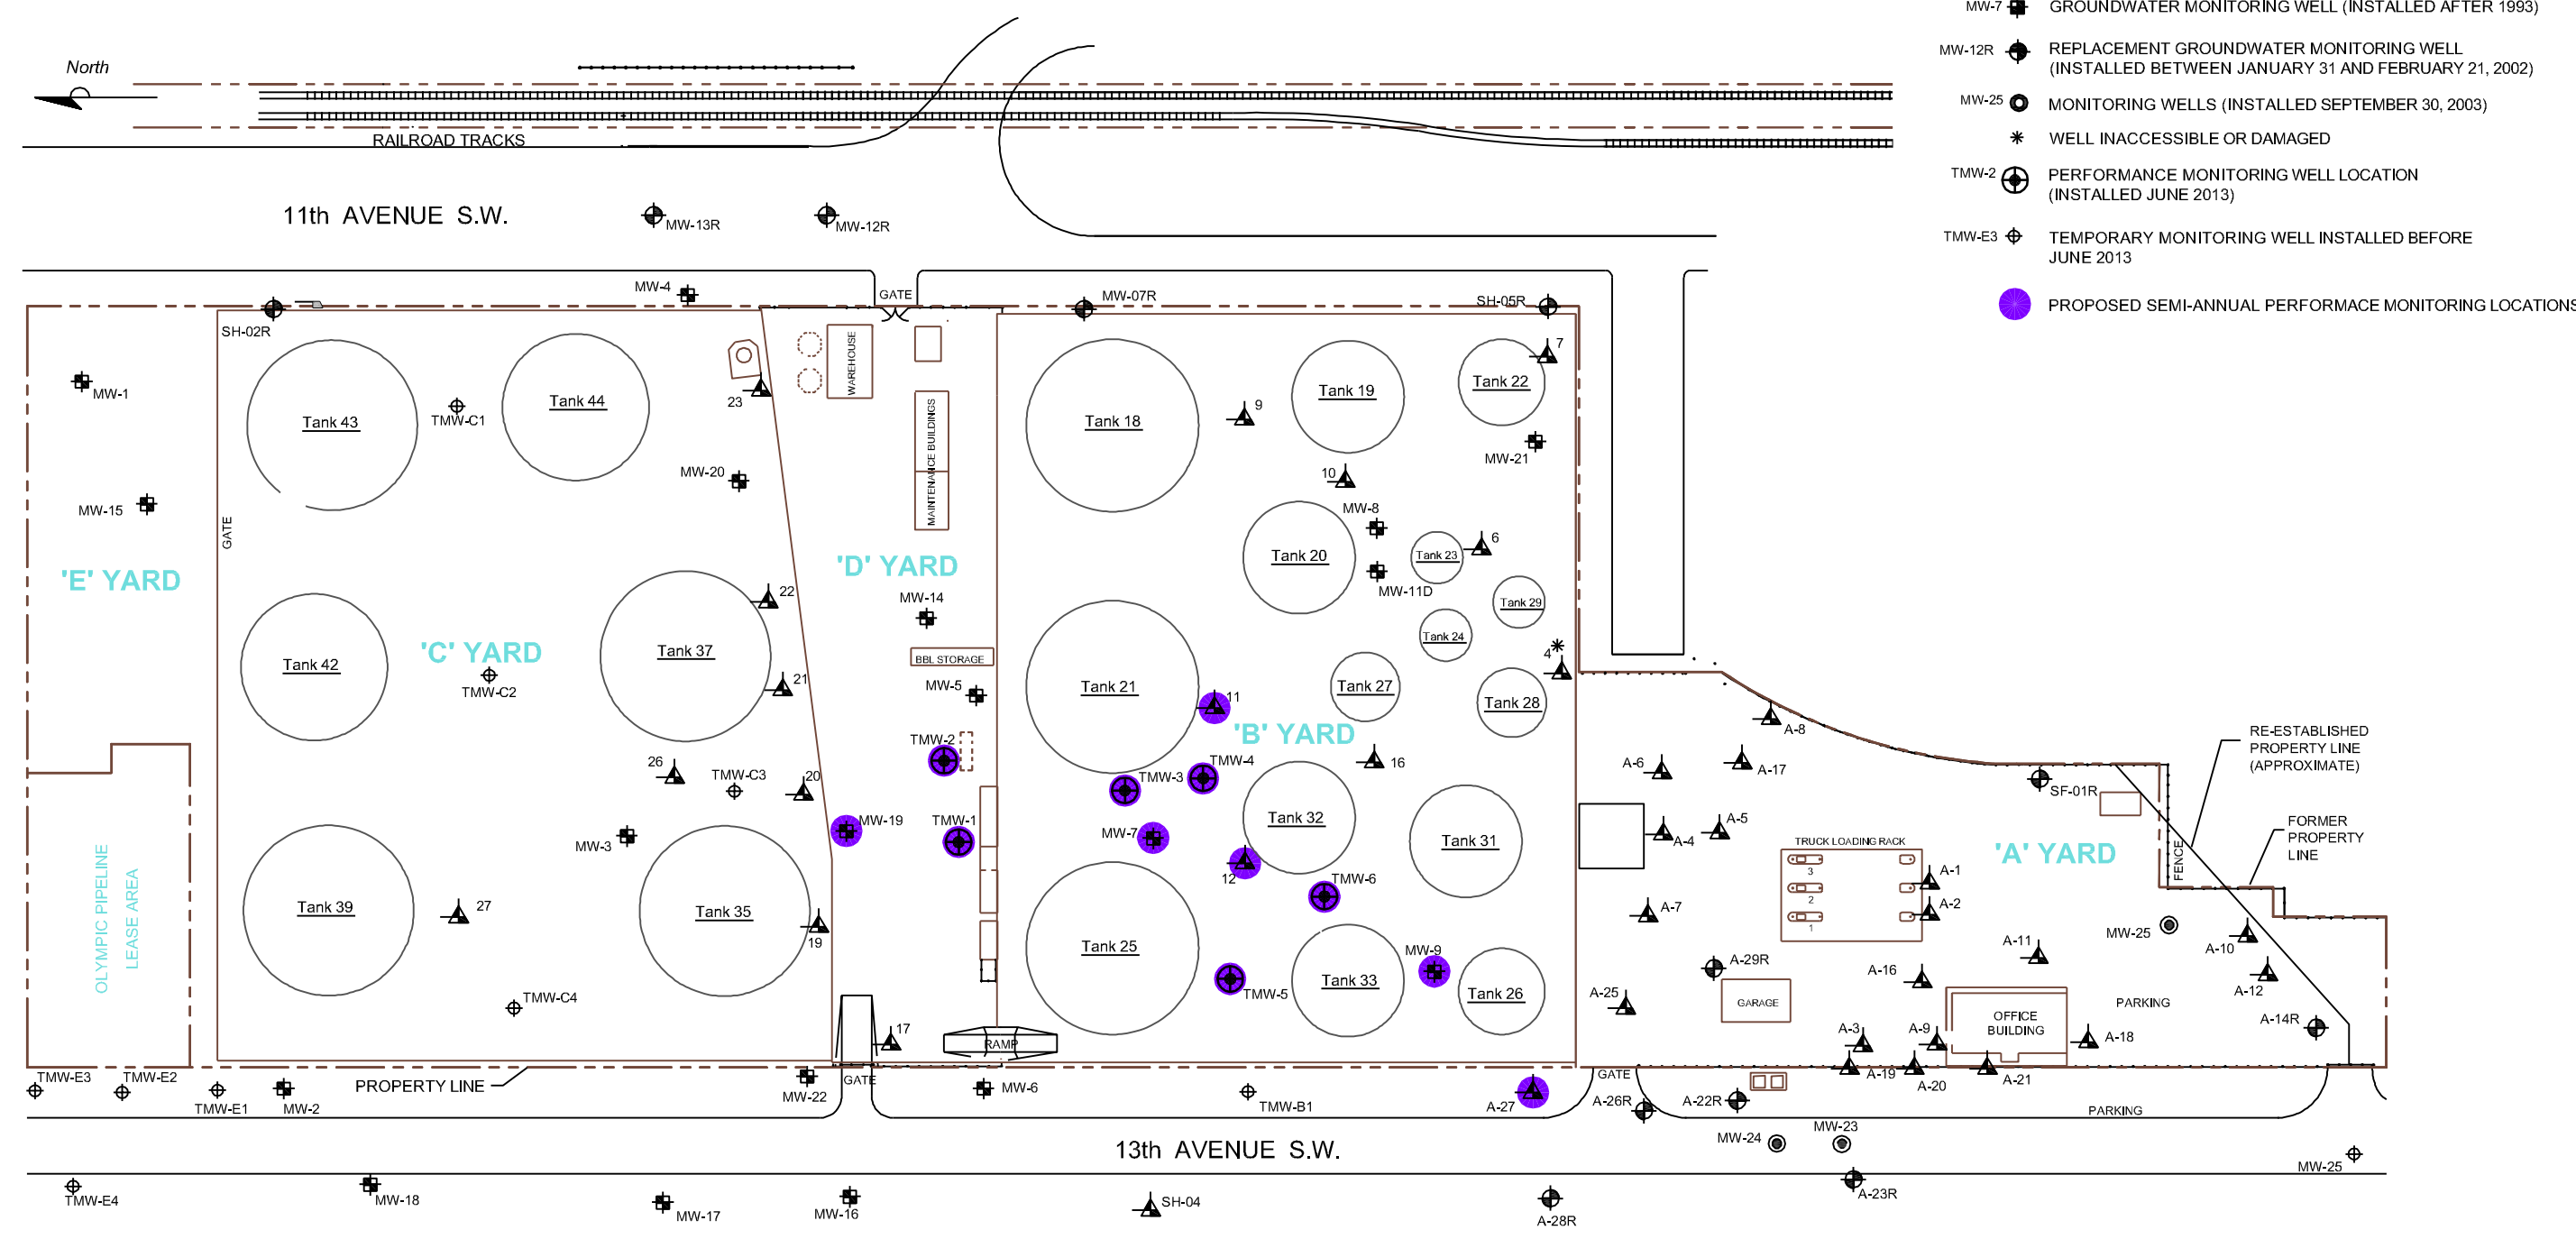 MW-7 GROUNDWATER MONITORING WELL (INSTALLED AFTER 1993)
MW-12R REPLACEMENT GROUNDWATER MONITORING WELL
(INSTALLED BETWEEN JANUARY 31 AND FEBRUARY 21, 2002)
MW-25 MONITORING WELLS (INSTALLED SEPTEMBER 30, 2003)
WELL INACCESSIBLE OR DAMAGED
TMW-2 PERFORMANCE MONITORING WELL LOCATION
(INSTALLED JUNE 2013)
TMW-E3 TEMPORARY MONITORING WELL INSTALLED BEFORE
JUNE 2013
PROPOSED SEMI-ANNUAL PERFORMACE MONITORING LOCATIONS
North
RAILROAD TRACKS
11th AVENUE S.W.
MW-13R
MW-12R
MW-4
GATE
MW-07R
SH-05R
SH-02R
7
MW-1
23
WAREHOUSE
Tank 43
TMW-C1
Tank 44
MAINTENANCE BUILDINGS
Tank 18
9
Tank 19
Tank 22
MW-21
MW-20
10
MW-15
GATE
MW-8
6
Tank 20
Tank 23
MW-11D
'E' YARD
'D' YARD
22
MW-14
Tank 29
Tank 24
'C' YARD
Tank 42
TMW-C2
Tank 37
21
BBL STORAGE
MW-5
Tank 21
11
Tank 27
4
Tank 28
'B' YARD
A-8
RE-ESTABLISHED
PROPERTY LINE
(APPROXIMATE)
TMW-2
26
TMW-C3
20
TMW-3
TMW-4
16
A-6
A-17
SF-01R
MW-19
TMW-1
MW-7
Tank 32
Tank 31
A-4
A-5
TRUCK LOADING RACK
3
2
1
'A' YARD
FENCE
FORMER
PROPERTY
LINE
MW-3
12
TMW-6
A-1
A-2
A-7
OLYMPIC PIPELINE
LEASE AREA
Tank 39
27
Tank 35
19
Tank 25
MW-9
TMW-5
Tank 33
Tank 26
A-29R
GARAGE
A-25
A-16
A-11
MW-25
A-10
A-12
PARKING
A-14R
TMW-C4
17
RAMP
A-3
A-9
OFFICE
BUILDING
A-18
TMW-E3
TMW-E2
TMW-E1
MW-2
PROPERTY LINE
MW-22
GATE
MW-6
TMW-B1
A-27
GATE
A-26R
A-22R
A-19
A-20
A-21
PARKING
13th AVENUE S.W.
MW-24
MW-23
MW-25
TMW-E4
MW-18
MW-17
MW-16
SH-04
A-28R
A-23R